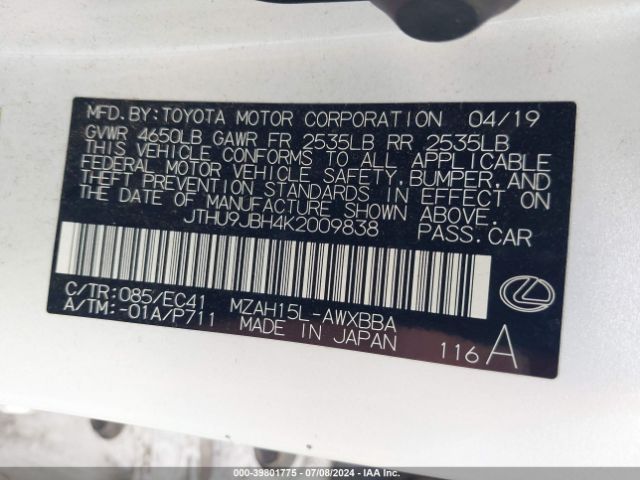 MFD.BY:TOYOTA MOTOR CORPORATION 04/19
GVWR 4650LB GAWR FR 2535LB RR 2535LB
THIS VEHICLE CONFORMS TO ALL APPLICABLE
FEDERAL MOTOR VEHICLE SAFETY,BUMPER,AND
THEFT PREVENTION STANDARDS IN EFFECT ON
THE DATE OF MANUFACTURE SHOWN ABOVE.
JTHU9JBH4K2009838 PASS.CAR
C/TR:085/EC41 MZAH15L-AWXBBA
A/TM:-01A/P711 MADE IN JAPAN
116A
000-39801775 - 07/08/2024 - IAAI.COM